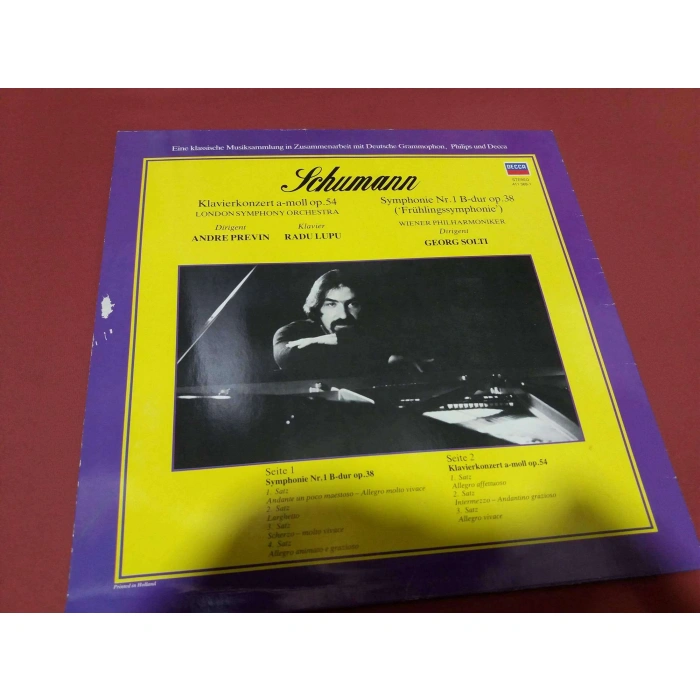 Eine klassische Musiksammlung in Zusammenarbeit mit Deutsche Grammophon, Philips und Decca
DECCA
STEREO
Schumann
Klavierkonzert a-moll op.54
LONDON SYMPHONY ORCHESTRA
Dirigent
ANDRE PREVIN
Klavier
RADU LUPU
Symphonie Nr.1 B-dur op.38
('Frühlingssymphonie')
WIENER PHILHARMONIKER
Dirigent
GEORG SOLTI
Seite 1
Symphonie Nr.1 B-dur op.38
1. Satz
Andante un poco maestoso – Allegro molto vivace
2. Satz
Larghetto
3. Satz
Scherzo – molto vivace
4. Satz
Allegro animato e grazioso
Seite 2
Klavierkonzert a-moll op.54
1. Satz
Allegro affettuoso
2. Satz
Intermezzo – Andantino grazioso
3. Satz
Allegro vivace
Printed in Holland